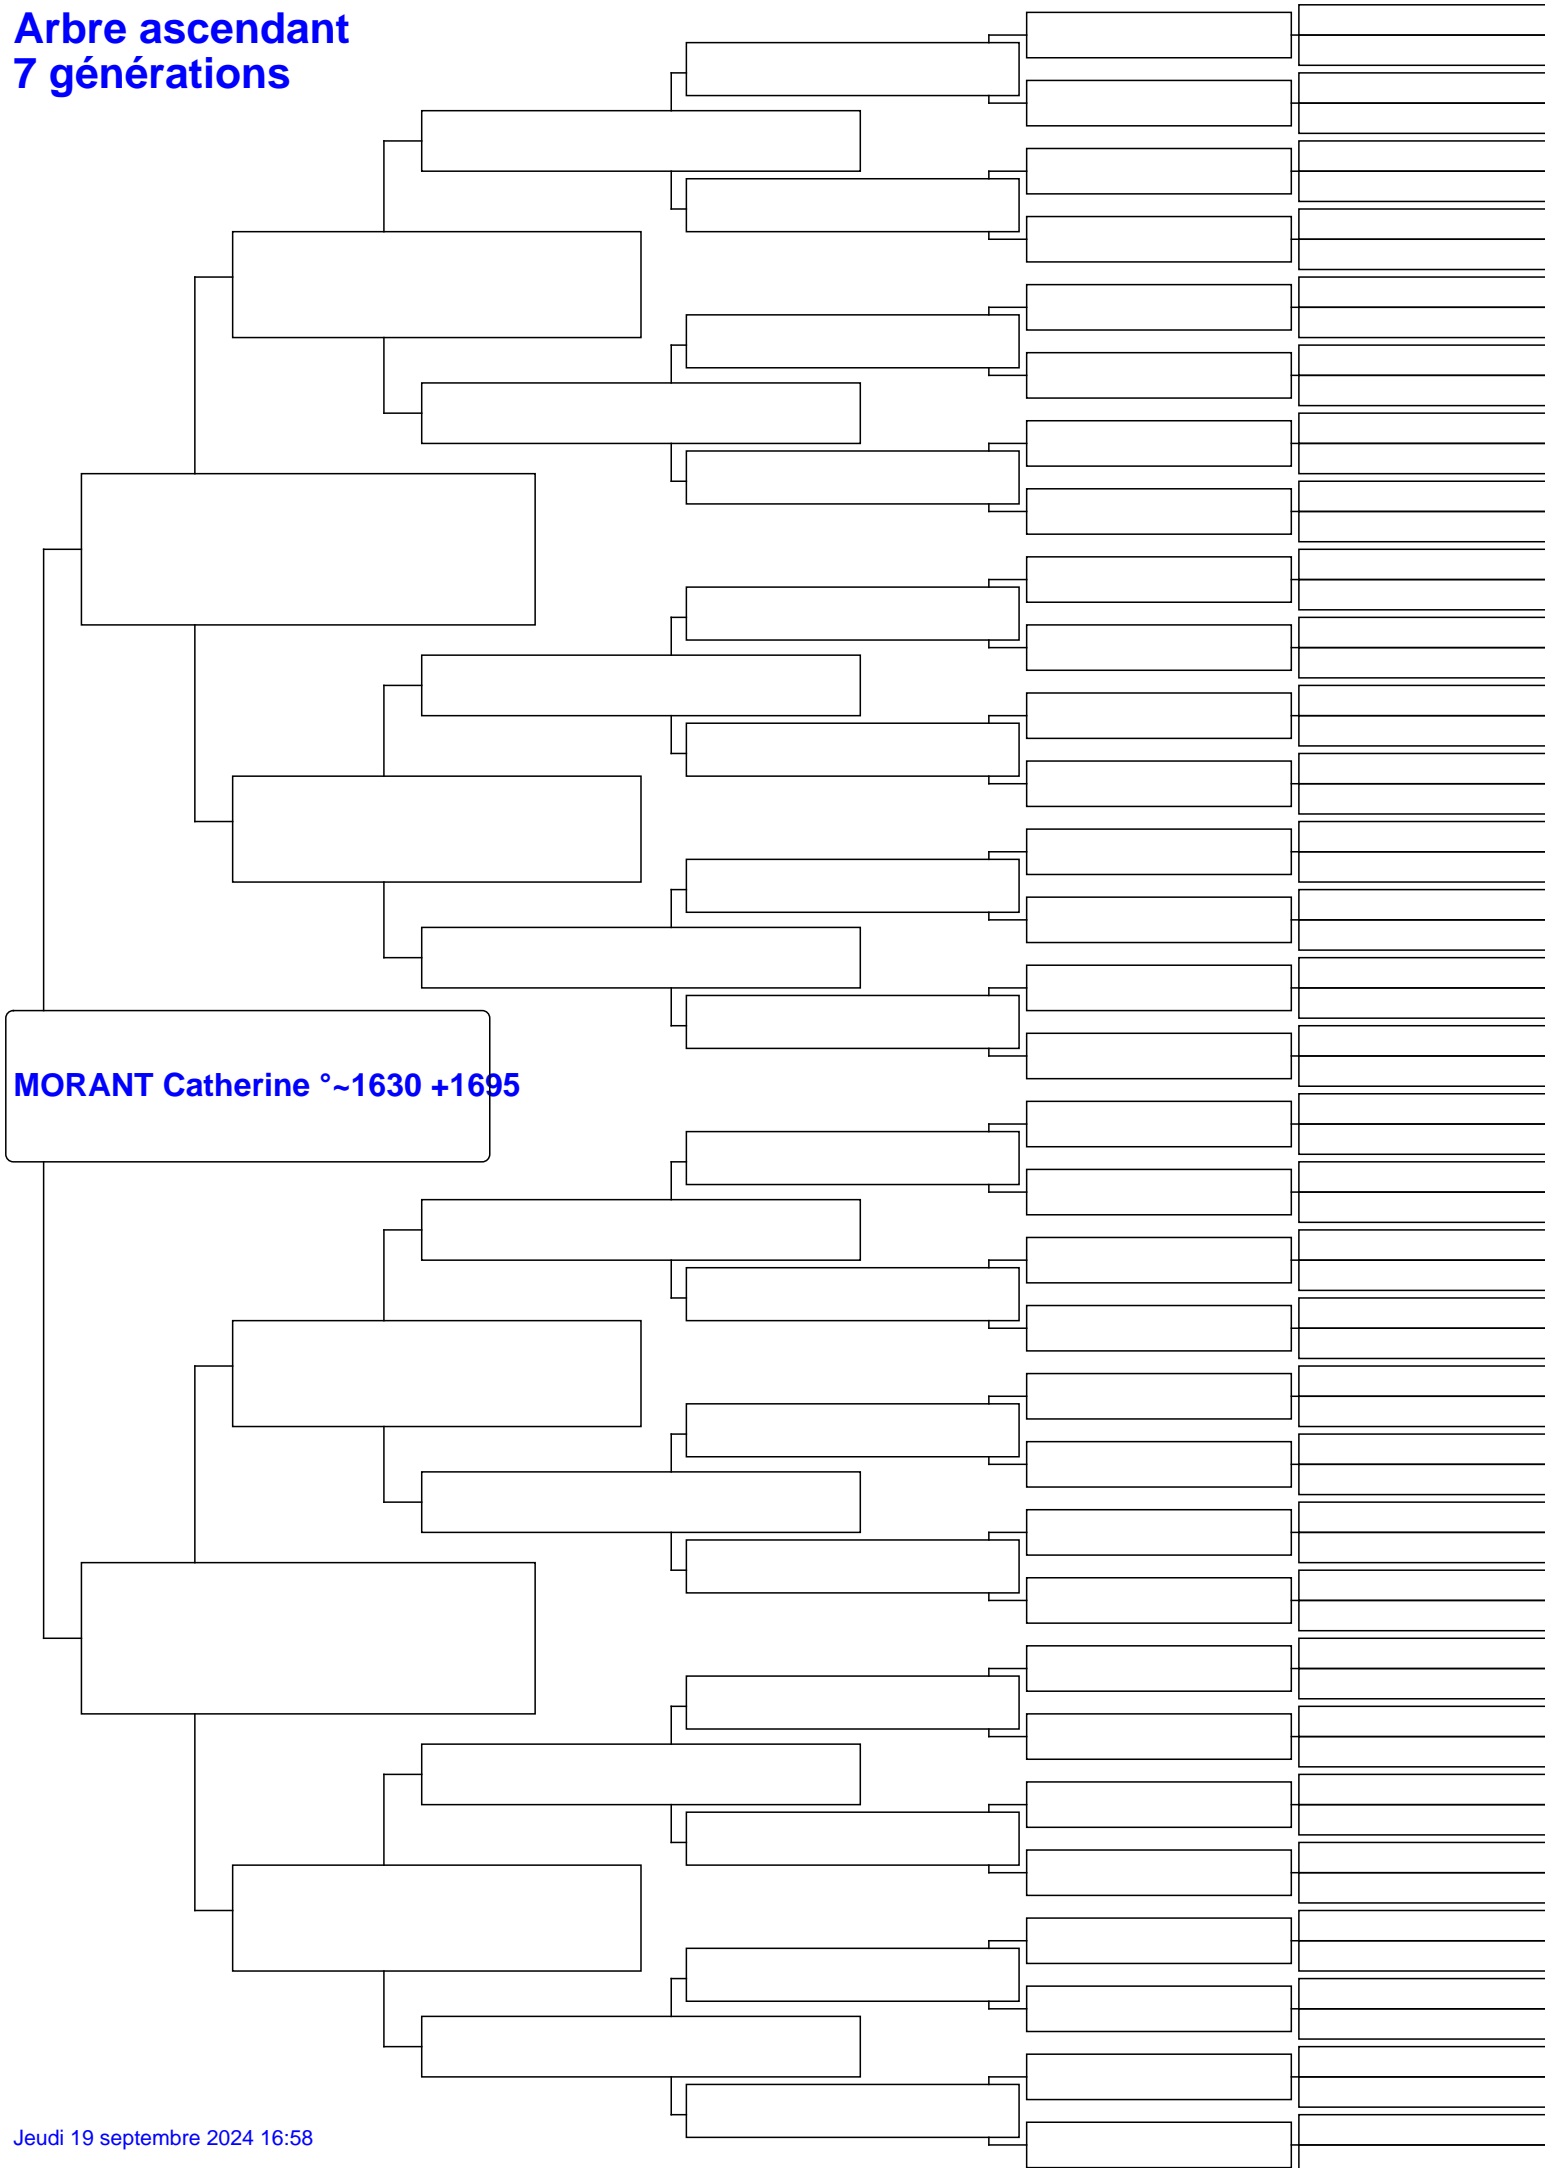 Arbre ascendant
7 générations
MORANT Catherine °~1630 +1695
Jeudi 19 septembre 2024 16:58